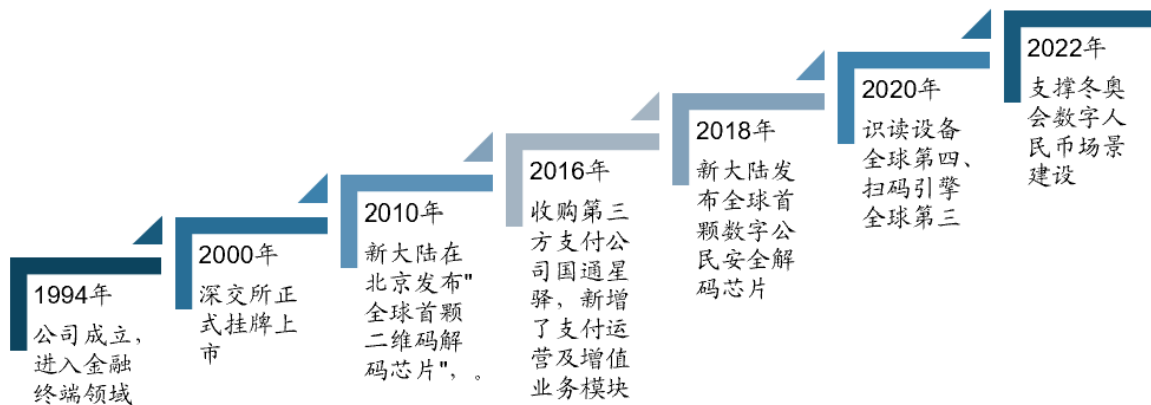 1994年
公司成立，
进入金融
终端领域
2000年
深交所正
式挂牌上
市
2010年
新大陆在
北京发布"
全球首颗
二维码解
码芯片"，。
2016年
收购第三
方支付公
司国通星
驿，新增
了支付运
营及增值
业务模块
2018年
新大陆发
布全球首
颗数字公
民安全解
码芯片
2020年
识读设备
全球第四、
扫码引擎
全球第三
2022年
支撑冬奥
会数字人
民币场景
建设